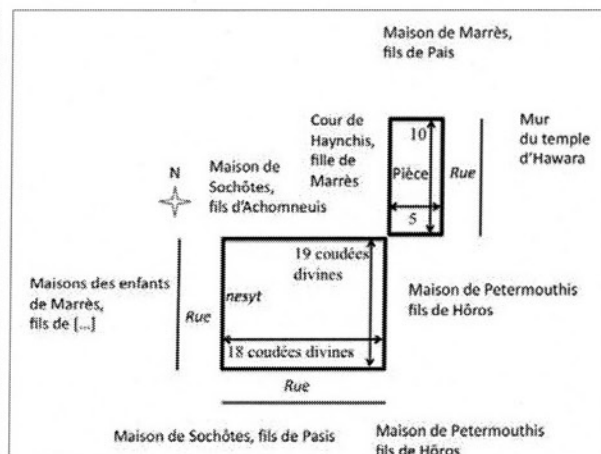 Maison de Marrès,
fils de Pais
Cour de
Haynchis,
fille de
Marrès
10
Pièce
5
Rue
Mur
du temple
d'Hawara
N
Maison de
Sochôtes,
fils d'Achomneuis
19 coudées
divines
nesyt
18 coudées divines
Maisons des enfants
de Marrès,
fils de [...]
Rue
Maison de Petermouthis
fils de Hôros
Rue
Maison de Sochôtes, fils de Pasis
Maison de Petermouthis
fils de Hôros